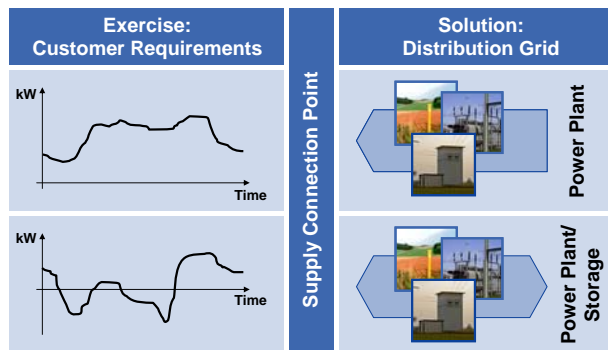 Exercise:
Customer Requirements
Supply Connection Point
Solution:
Distribution Grid
kW
Time
Power Plant
kW
Time
Power Plant/
Storage